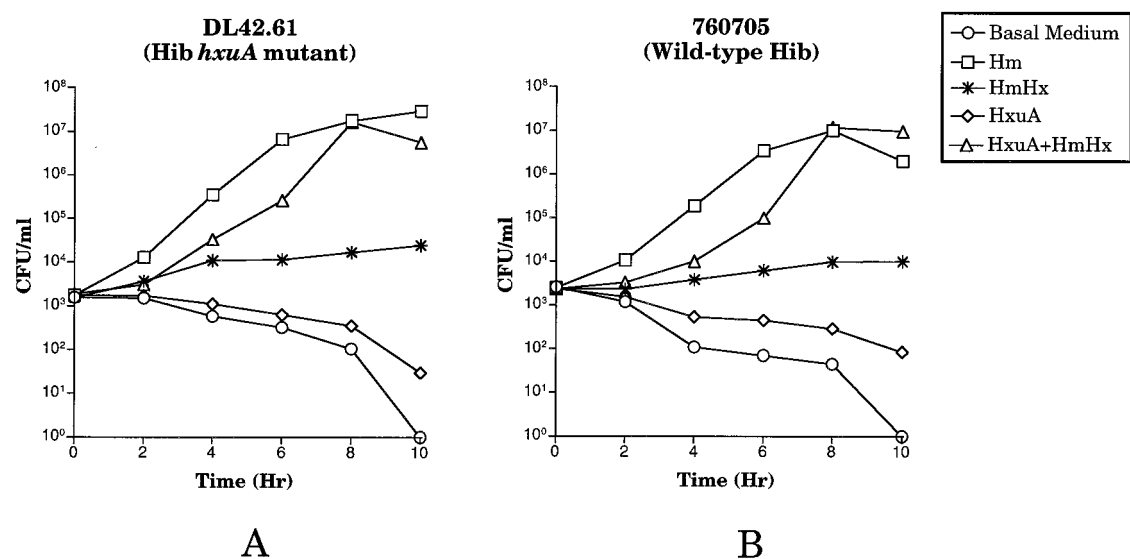 DL42.61
(Hib hxuA mutant)
CFU/ml
10⁸
10⁷
10⁶
10⁵
10⁴
10³
10²
10¹
10⁰
0 2 4 6 8 10
Time (Hr)
A
760705
(Wild-type Hib)
CFU/ml
10⁸
10⁷
10⁶
10⁵
10⁴
10³
10²
10¹
10⁰
0 2 4 6 8 10
Time (Hr)
B
Basal Medium
Hm
HmHx
HxuA
HxuA+HmHx